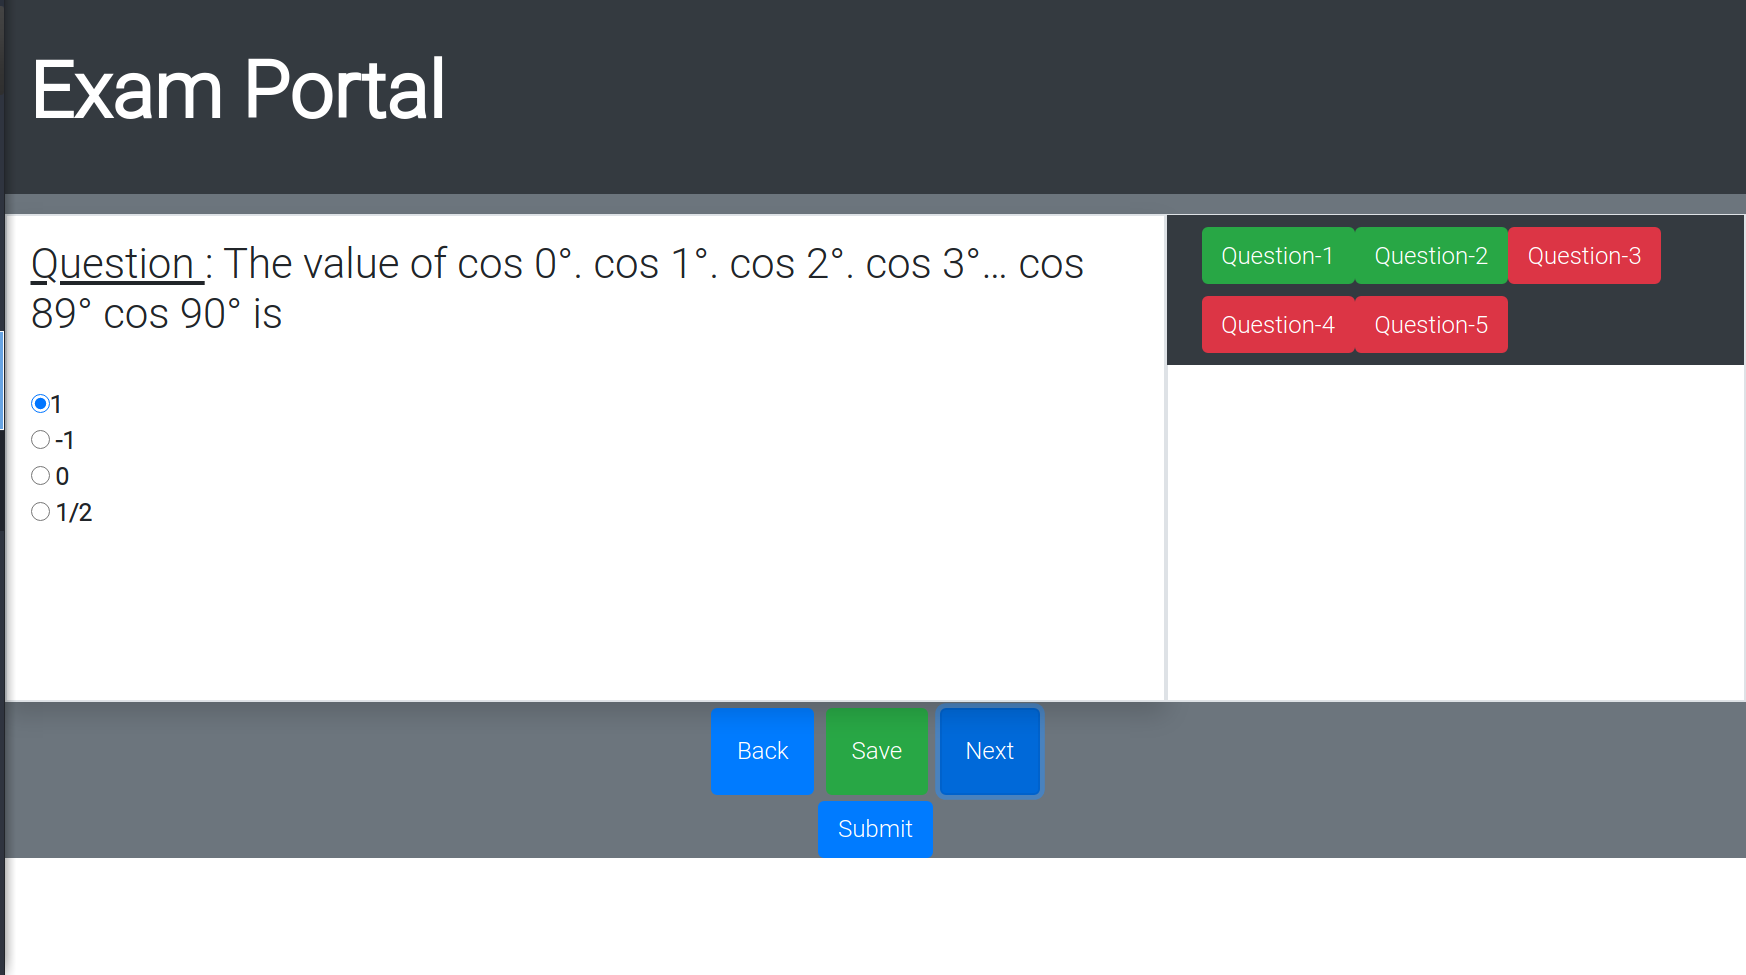 Exam Portal
Question : The value of cos 0°. cos 1°. cos 2°. cos 3°... cos
89° cos 90° is
1
-1
0
1/2
Question-1 Question-2 Question-3
Question-4 Question-5
Back Save Next
Submit